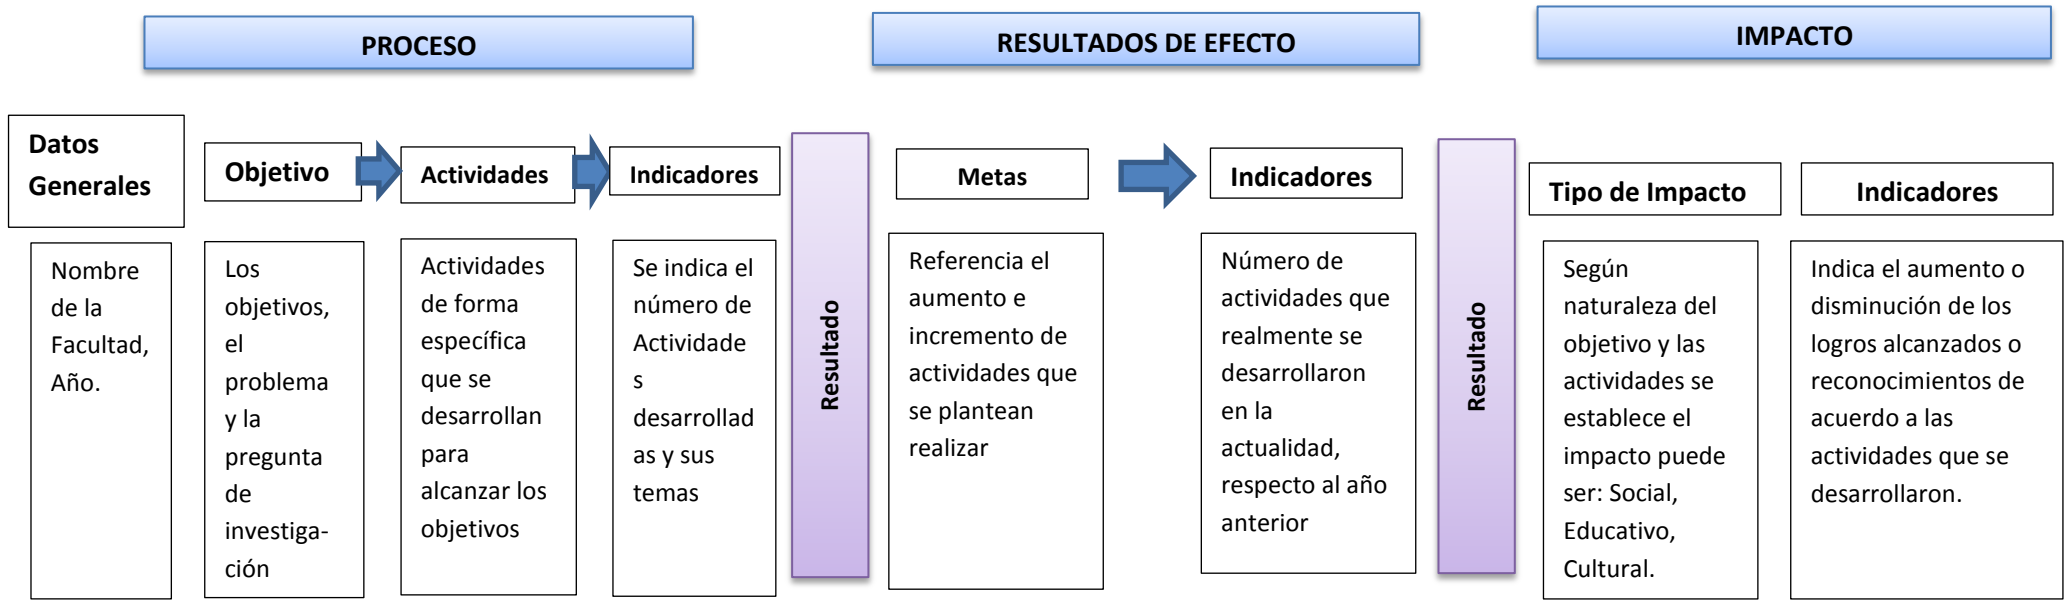 PROCESO
RESULTADOS DE EFECTO
IMPACTO
Datos
Generales
Objetivo
Actividades
Indicadores
Metas
Indicadores
Tipo de Impacto
Indicadores
Nombre
de la
Facultad,
Año.
Los
objetivos,
el
problema
y la
pregunta
de
investiga-
ción
Actividades
de forma
específica
que se
desarrollan
para
alcanzar los
objetivos
Se indica el
número de
Actividade
s
desarrollad
as y sus
temas
Resultado
Referencia el
aumento e
incremento de
actividades que
se plantean
realizar
Número de
actividades que
realmente se
desarrollaron
en la
actualidad,
respecto al año
anterior
Resultado
Según
naturaleza del
objetivo y las
actividades se
establece el
impacto puede
ser: Social,
Educativo,
Cultural.
Indica el aumento o
disminución de los
logros alcanzados o
reconocimientos de
acuerdo a las
actividades que se
desarrollaron.